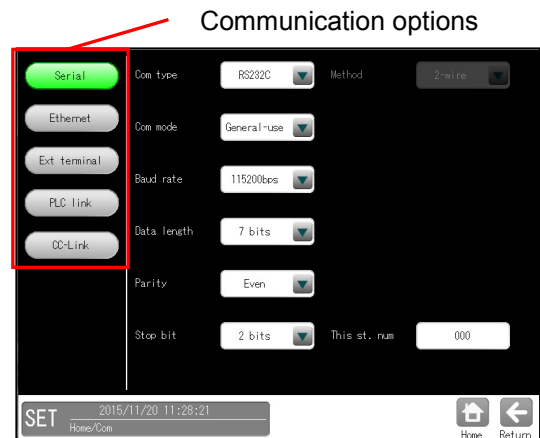 Communication options
Serial
Com type
RS232C
Method
2-wire
Ethernet
Com mode
General-use
Ext terminal
Baud rate
115200bps
PLC link
Data length
7 bits
CC-Link
Parity
Even
Stop bit
2 bits
This st. num
000
SET
2015/11/20 11:28:21
Home/Com
Home
Return